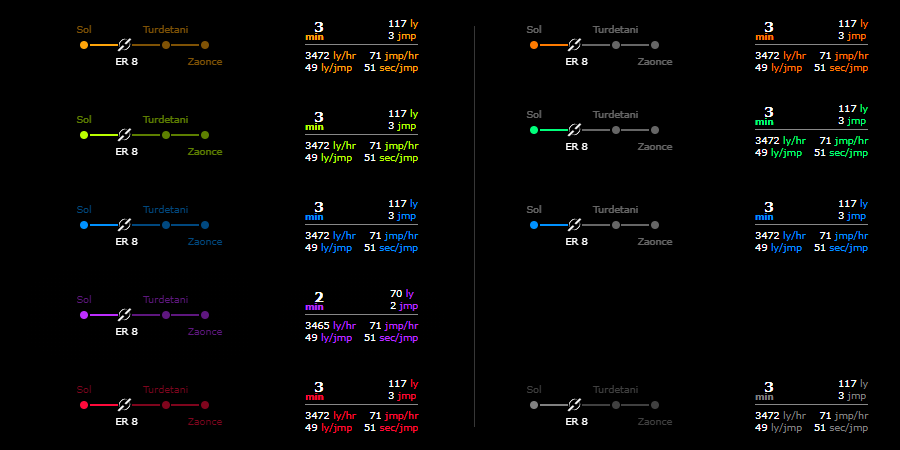 Sol Turdetani
ER 8
Zaonce
3 min 117 ly
3 jmp
3472 ly/hr 71 jmp/hr
49 ly/jmp 51 sec/jmp
Sol Turdetani
ER 8
Zaonce
3 min 117 ly
3 jmp
3472 ly/hr 71 jmp/hr
49 ly/jmp 51 sec/jmp
Sol Turdetani
ER 8
Zaonce
3 min 117 ly
3 jmp
3472 ly/hr 71 jmp/hr
49 ly/jmp 51 sec/jmp
Sol Turdetani
ER 8
Zaonce
2 min 70 ly
2 jmp
3465 ly/hr 71 jmp/hr
49 ly/jmp 51 sec/jmp
Sol Turdetani
ER 8
Zaonce
3 min 117 ly
3 jmp
3472 ly/hr 71 jmp/hr
49 ly/jmp 51 sec/jmp
Sol Turdetani
ER 8
Zaonce
3 min 117 ly
3 jmp
3472 ly/hr 71 jmp/hr
49 ly/jmp 51 sec/jmp
Sol Turdetani
ER 8
Zaonce
3 min 117 ly
3 jmp
3472 ly/hr 71 jmp/hr
49 ly/jmp 51 sec/jmp
Sol Turdetani
ER 8
Zaonce
3 min 117 ly
3 jmp
3472 ly/hr 71 jmp/hr
49 ly/jmp 51 sec/jmp
Sol Turdetani
ER 8
Zaonce
3 min 117 ly
3 jmp
3472 ly/hr 71 jmp/hr
49 ly/jmp 51 sec/jmp